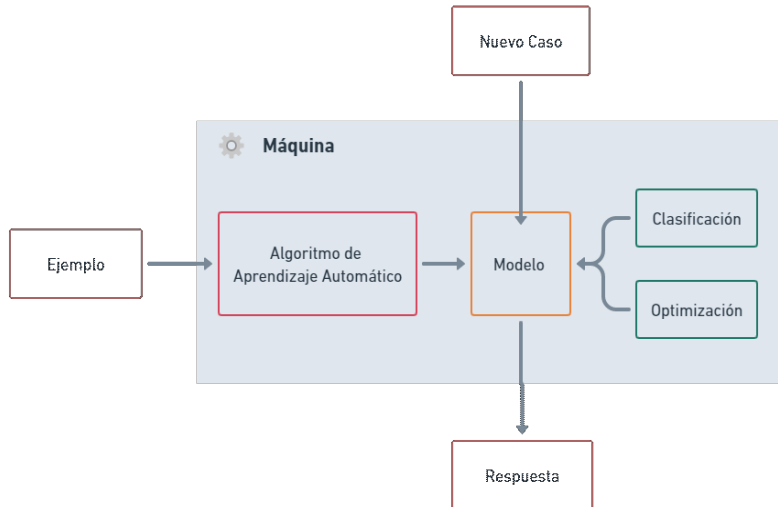 Nuevo Caso
Máquina
Ejemplo
Algoritmo de
Aprendizaje Automático
Modelo
Clasificación
Optimización
Respuesta